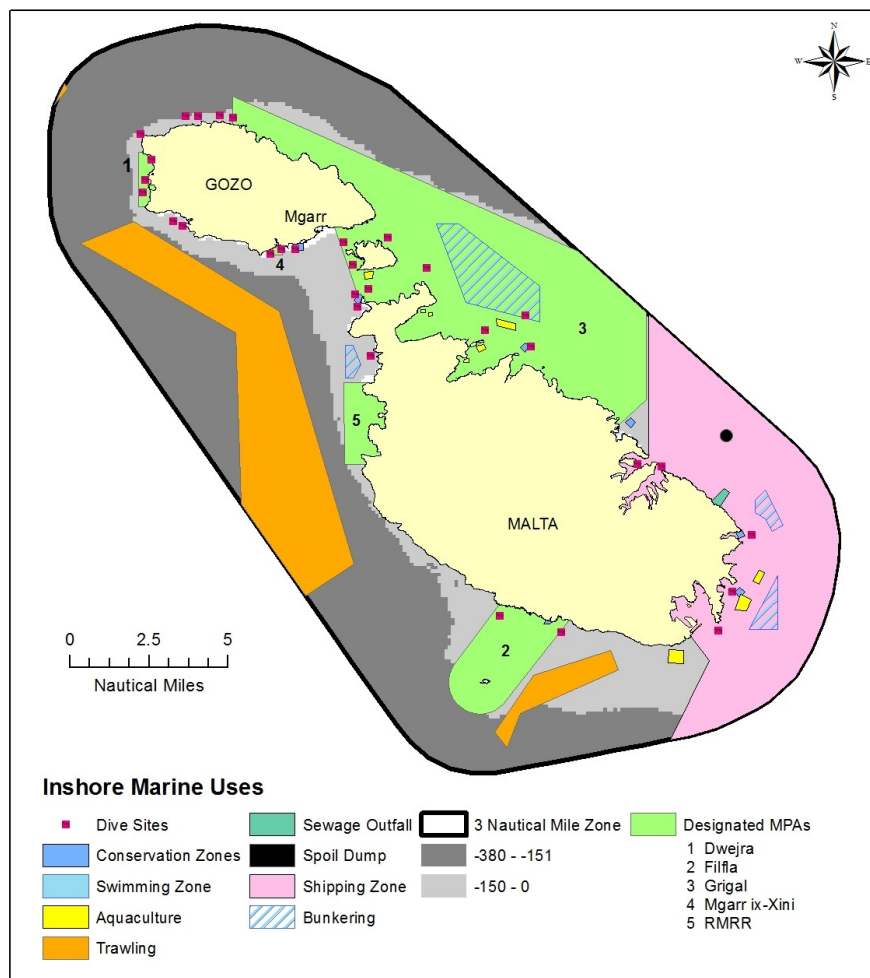 N
W E
S
1
GOZO
Mgarr
4
3
5
MALTA
2
0 2.5 5
Nautical Miles
Inshore Marine Uses
Dive Sites
Conservation Zones
Swimming Zone
Aquaculture
Trawling
Sewage Outfall
Spoil Dump
Shipping Zone
Bunkering
3 Nautical Mile Zone
-380 - -151
-150 - 0
Designated MPAs
1 Dwejra
2 Filfla
3 Grigal
4 Mgarr ix-Xini
5 RMRR